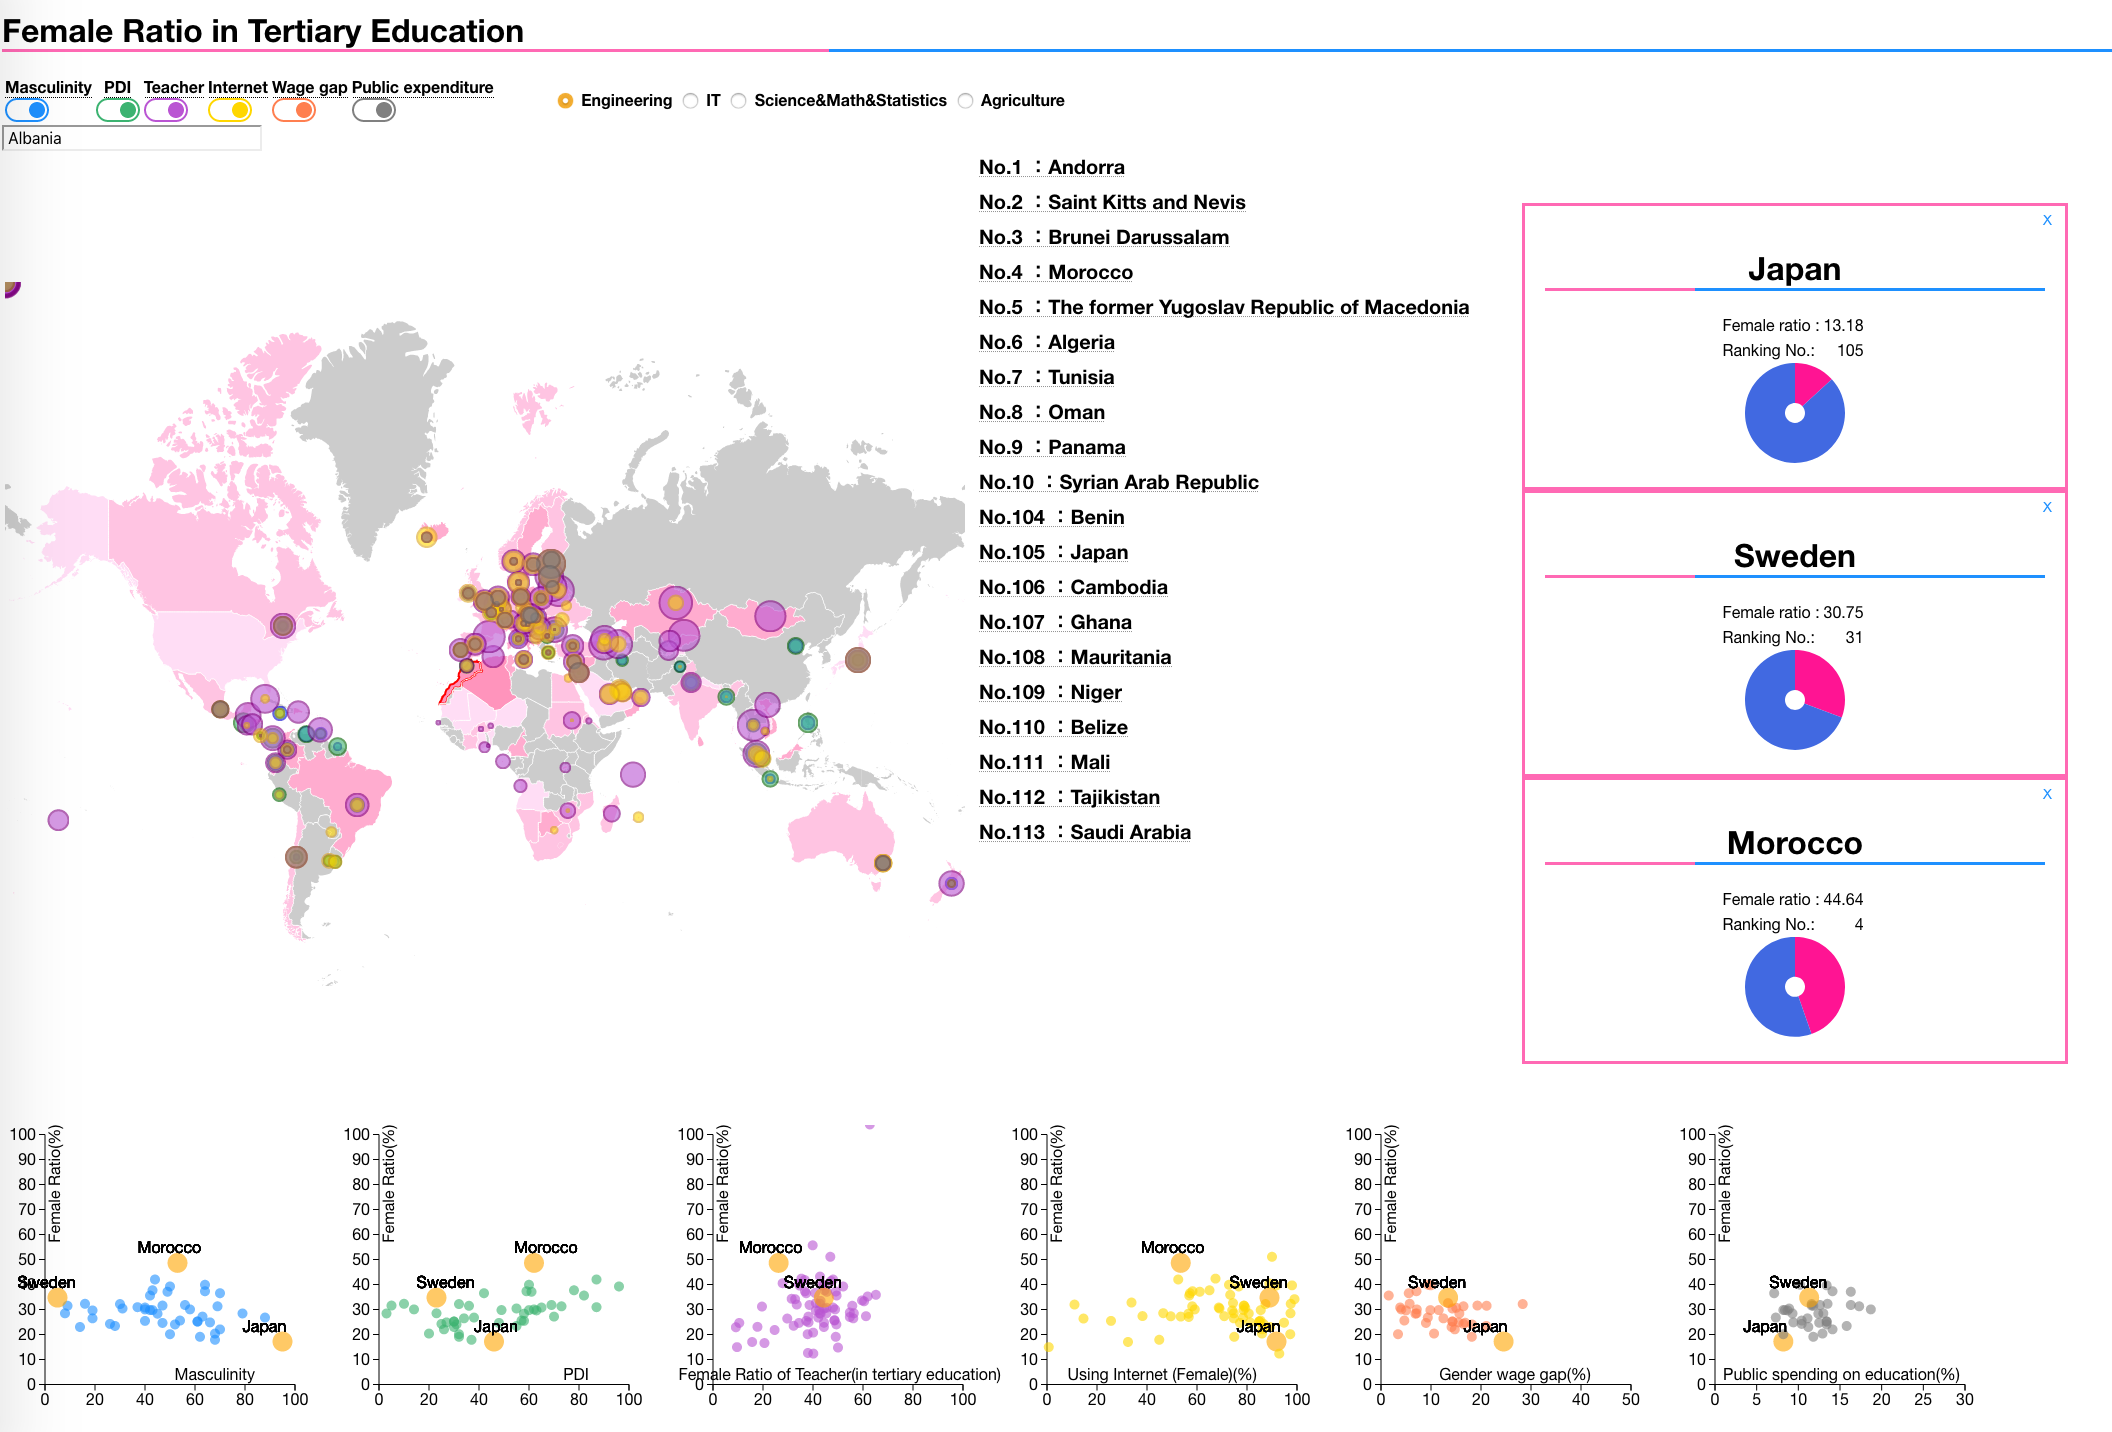 Female Ratio in Tertiary Education
Masculinity PDI Teacher Internet Wage gap Public expenditure
Engineering IT Science&Math&Statistics Agriculture
Albania
No.1 : Andorra
No.2 : Saint Kitts and Nevis
No.3 : Brunei Darussalam
No.4 : Morocco
No.5 : The former Yugoslav Republic of Macedonia
No.6 : Algeria
No.7 : Tunisia
No.8 : Oman
No.9 : Panama
No.10 : Syrian Arab Republic
No.104 : Benin
No.105 : Japan
No.106 : Cambodia
No.107 : Ghana
No.108 : Mauritania
No.109 : Niger
No.110 : Belize
No.111 : Mali
No.112 : Tajikistan
No.113 : Saudi Arabia
X
Japan
Female ratio : 13.18
Ranking No.: 105
X
Sweden
Female ratio : 30.75
Ranking No.: 31
X
Morocco
Female ratio : 44.64
Ranking No.: 4
100
90
80
70
60
50
40
30
20
10
0
Female Ratio(%)
Morocco
Sweden
Japan
Masculinity
0 20 40 60 80 100
100
90
80
70
60
50
40
30
20
10
0
Female Ratio(%)
Morocco
Sweden
Japan
PDI
0 20 40 60 80 100
100
90
80
70
60
50
40
30
20
10
0
Female Ratio(%)
Morocco
Sweden
Female Ratio of Teacher(in tertiary education)
0 20 40 60 80 100
100
90
80
70
60
50
40
30
20
10
0
Female Ratio(%)
Morocco
Sweden
Japan
Using Internet (Female)(%)
0 20 40 60 80 100
100
90
80
70
60
50
40
30
20
10
0
Female Ratio(%)
Sweden
Japan
Gender wage gap(%)
0 10 20 30 40 50
100
90
80
70
60
50
40
30
20
10
0
Female Ratio(%)
Sweden
Japan
Public spending on education(%)
0 5 10 15 20 25 30